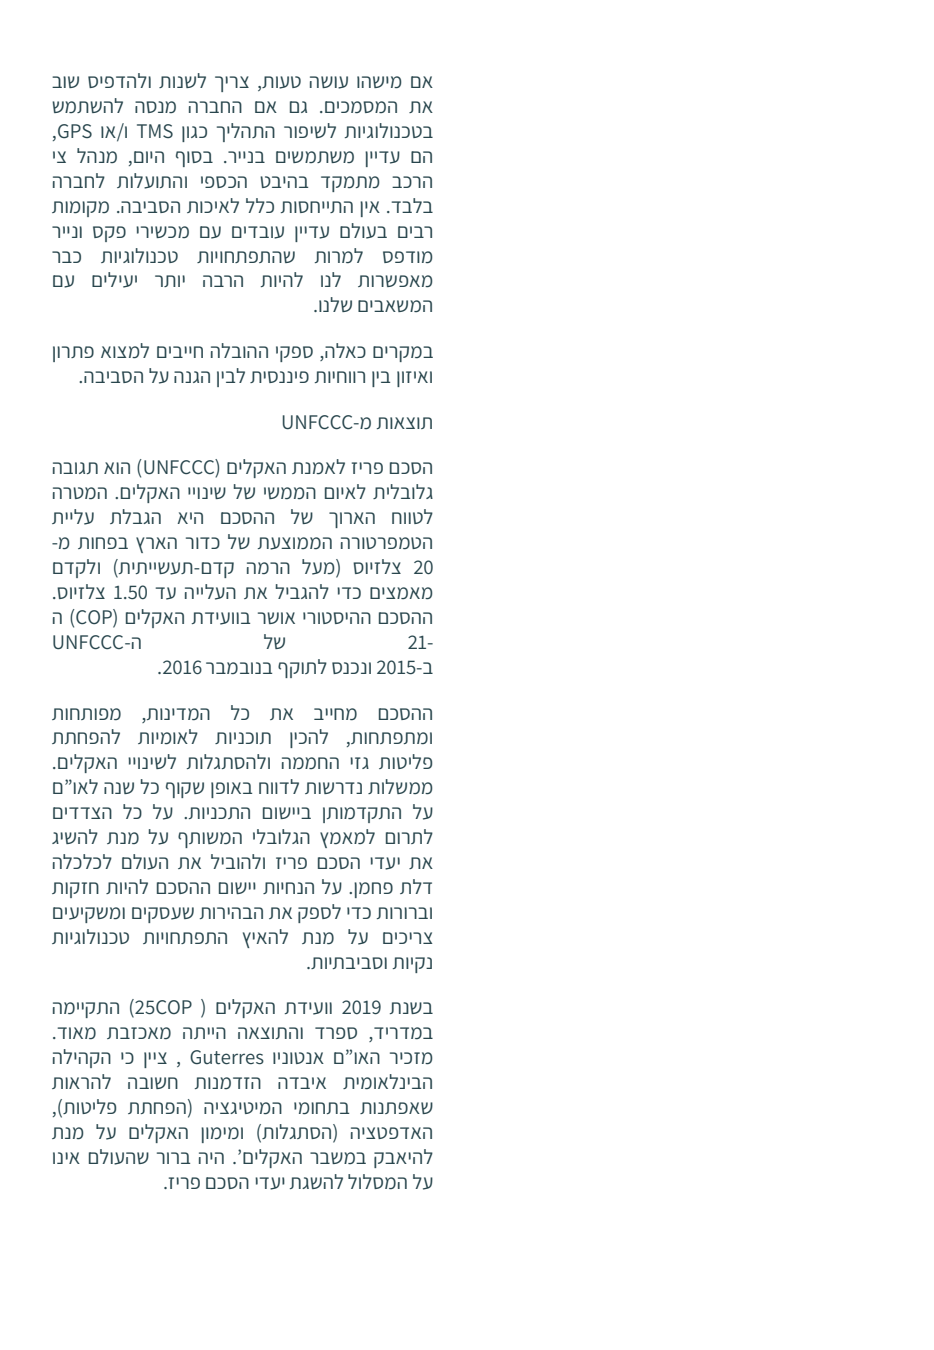 אם מישהו עושה טעות, צריך לשנות ולהדפיס שוב
את המסמכים. גם אם החברה מנסה להשתמש
בטכנולוגיות לשיפור התהליך כגון TMS ו/או GPS,
הם עדיין משתמשים בנייר. בסוף היום, מנהל צי
הרכב מתמקד בהיבט הכספי והתועלות לחברה
בלבד. אין התייחסות כלל לאיכות הסביבה. מקומות
רבים בעולם עדיין עובדים עם מכשירי פקס ונייר
מודפס למרות שהתפתחויות טכנולוגיות כבר
מאפשרות לנו להיות הרבה יותר יעילים עם
המשאבים שלנו.
במקרים כאלה, ספקי ההובלה חייבים למצוא פתרון
ואיזון בין רווחיות פיננסית לבין הגנה על הסביבה.
תוצאות מ-UNFCCC
הסכם פריז לאמנת האקלים (UNFCCC) הוא תגובה
גלובלית לאיום הממשי של שינויי האקלים. המטרה
לטווח הארוך של ההסכם היא הגבלת עליית
הטמפרטורה הממוצעת של כדור הארץ בפחות מ-
20 צלזיוס (מעל הרמה קדם-תעשייתית) ולקדם
מאמצים כדי להגביל את העלייה עד 1.50 צלזיוס.
ההסכם ההיסטורי אושר בוועידת האקלים (COP) ה
-21 של ה-UNFCCC
ב-2015 ונכנס לתוקף בנובמבר 2016.
ההסכם מחייב את כל המדינות, מפותחות
ומתפתחות, להכין תוכניות לאומיות להפחתת
פליטות גזי החממה ולהסתגלות לשינויי האקלים.
ממשלות נדרשות לדווח באופן שקוף כל שנה לאו”ם
על התקדמותן ביישום התכניות. על כל הצדדים
לתרום למאמץ הגלובלי המשותף על מנת להשיג
את יעדי הסכם פריז ולהוביל את העולם לכלכלה
דלת פחמן. על הנחיות יישום ההסכם להיות חזקות
וברורות כדי לספק את הבהירות שעסקים ומשקיעים
צריכים על מנת להאיץ התפתחויות טכנולוגיות
נקיות וסביבתיות.
בשנת 2019 וועידת האקלים ( 25COP) התקיימה
במדריד, ספרד והתוצאה הייתה מאכזבת מאוד.
מזכיר האו”ם אנטוניו Guterres , ציין כי הקהילה
הבינלאומית איבדה הזדמנות חשובה להראות
שאפתנות בתחומי המיטיגציה (הפחתת פליטות),
האדפטציה (הסתגלות) ומימון האקלים על מנת
להיאבק במשבר האקלים’. היה ברור שהעולם אינו
על המסלול להשגת יעדי הסכם פריז.